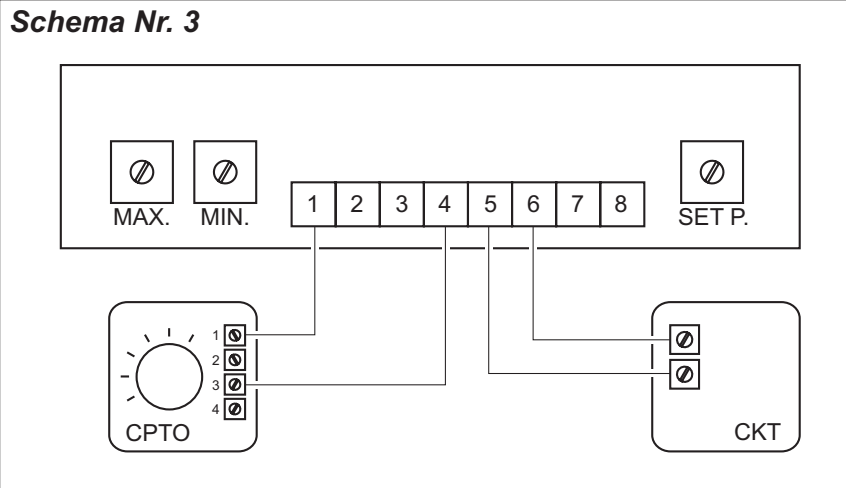 Schema Nr. 3
MAX.
MIN.
1 2 3 4 5 6 7 8
SET P.
1
2
3
4
CPTO
CKT